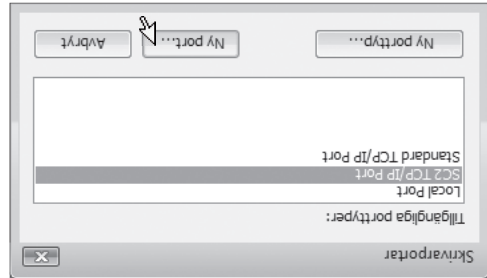 Skrivarportar
Tillgängliga porttyper:
Local Port
SC2 TCP/IP Port
Standard TCP/IP Port
Ny porttyp... Ny port... Avbryt